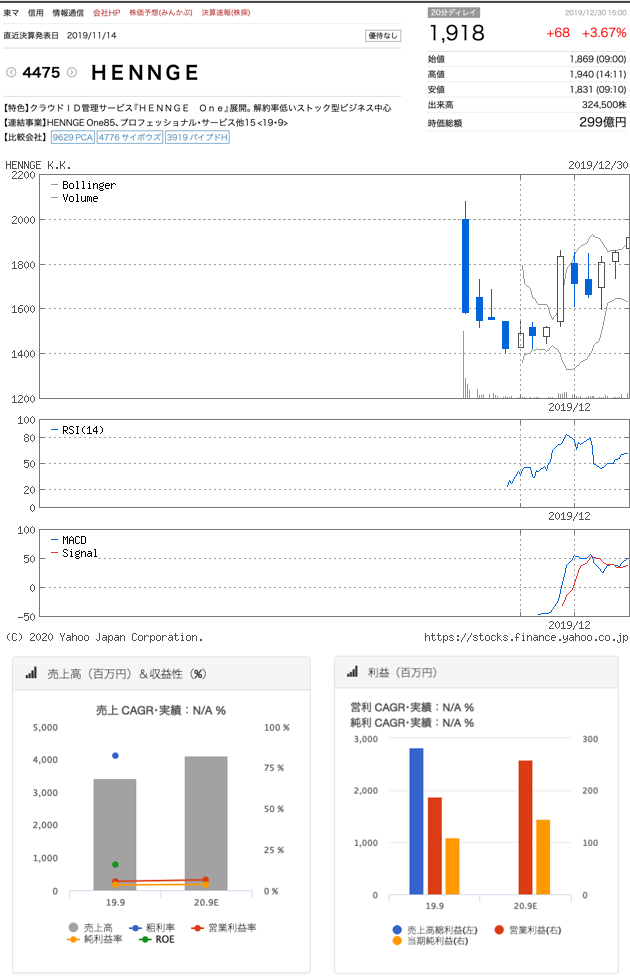 東マ 信用 情報通信 会社HP 株価予想(みんかぶ) 決算速報(株探)
直近決算発表日 2019/11/14
優待なし
4475 HENNGE
【特色】クラウドID管理サービス『HENNGE One』展開。解約率低いストック型ビジネス中心
【連結事業】HENNGE One85、プロフェッショナル・サービス他15 <19・9>
【比較会社】 9629 PCA 4776 サイボウズ 3919 パイプドH
20分ディレイ 2019/12/30 15:00
1,918 +68 +3.67%
始値 1,869 (09:00)
高値 1,940 (14:11)
安値 1,831 (09:10)
出来高 324,500株
時価総額 299億円
HENNGE K.K. 2019/12/30
Bollinger
Volume
2200
2000
1800
1600
1400
1200
2019/12
RSI(14)
100
80
50
20
0
2019/12
MACD
Signal
100
50
0
-50
2019/12
(C) 2020 Yahoo Japan Corporation. https://stocks.finance.yahoo.co.jp
売上高（百万円）＆収益性（%）
売上 CAGR・実績：N/A %
5,000 100 %
4,000 75 %
3,000
50 %
2,000
25 %
1,000
0 0 %
19.9 20.9E
売上高 粗利率 営業利益率
純利益率 ROE
利益（百万円）
営利 CAGR・実績：N/A %
純利 CAGR・実績：N/A %
3,000 300
2,000 200
1,000 100
0 0
19.9 20.9E
売上高総利益(左) 営業利益(右)
当期純利益(右)